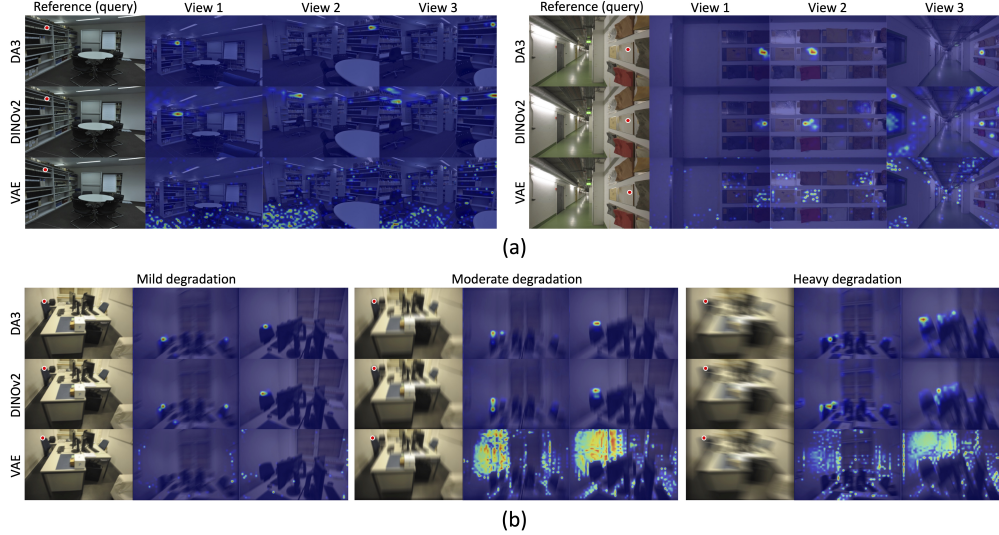 Reference (query) View 1 View 2 View 3 Reference (query) View 1 View 2 View 3
DA3 DA3
DINOv2 DINOv2
VAE VAE
(a)
Mild degradation Moderate degradation Heavy degradation
DA3
DINOv2
VAE
(b)